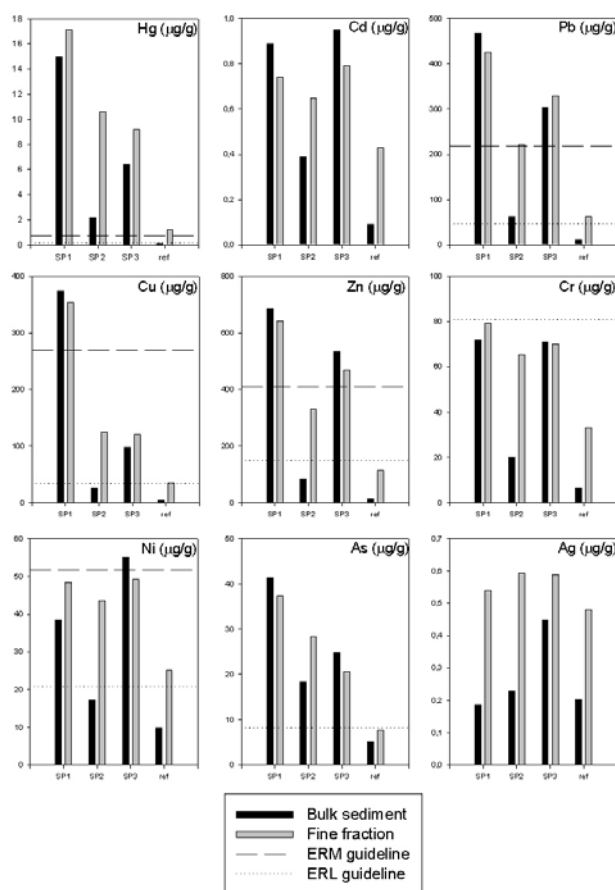 Hg (µg/g)
18
16
14
12
10
8
6
4
2
0
SP1 SP2 SP3 ref
Cd (µg/g)
1,0
0,8
0,6
0,4
0,2
0,0
SP1 SP2 SP3 ref
Pb (µg/g)
500
400
300
200
100
0
SP1 SP2 SP3 ref
Cu (µg/g)
400
300
200
100
0
SP1 SP2 SP3 ref
Zn (µg/g)
800
600
400
200
0
SP1 SP2 SP3 ref
Cr (µg/g)
100
80
60
40
20
0
SP1 SP2 SP3 ref
Ni (µg/g)
60
50
40
30
20
10
0
SP1 SP2 SP3 ref
As (µg/g)
50
40
30
20
10
0
SP1 SP2 SP3 ref
Ag (µg/g)
0,8
0,7
0,6
0,5
0,4
0,3
0,2
0,1
0,0
SP1 SP2 SP3 ref
Bulk sediment
Fine fraction
ERM guideline
ERL guideline